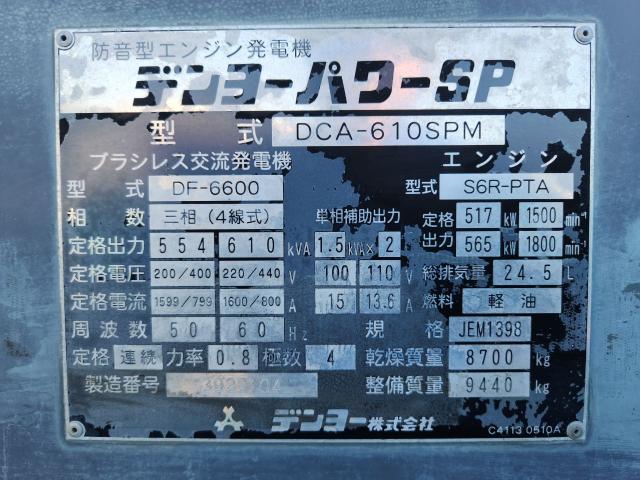 防音型エンジン発電機
デンヨーパワーSP
型 式 DCA-610SPM
ブラシレス交流発電機 エンジン
型 式 DF-6600 型式 S6R-PTA
相 数 三相(4線式) 単相補助出力 定格 517 kW 1500 min⁻¹
定格出力 554 610 kVA 1.5 kVA× 2 出力 565 kW 1800 min⁻¹
定格電圧 200/400 220/440 V 100 110 V 総排気量 24.5 L
定格電流 1599/799 1600/800 A 15 13.6 A 燃料 軽油
周波数 50 60 Hz 規 格 JEM1398
定格 連続 力率 0.8 極数 4 乾燥質量 8700 kg
製造番号 整備質量 9440 kg
デンヨー株式会社
C4113 0510A